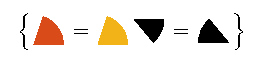 { = = }